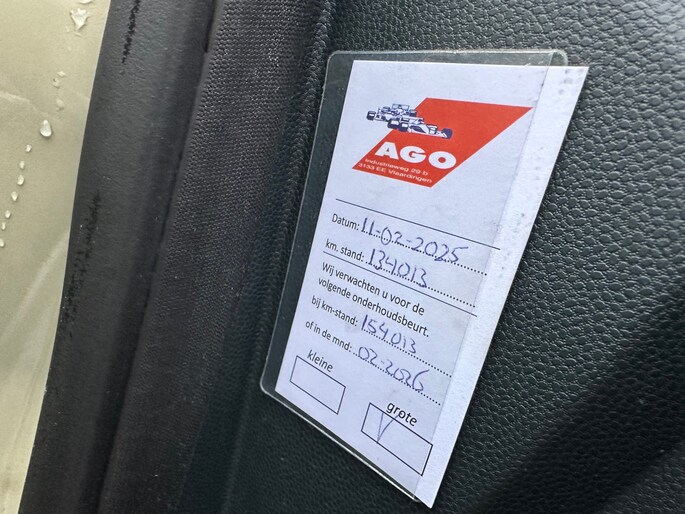 AGO
Industrieweg 29 b
3133 EE Vlaardingen
Datum: 11-02-2025
km. stand: 134013
Wij verwachten u voor de
volgende onderhoudsbeurt.
bij km-stand: 154013
of in de mnd: 02-2026
kleine
grote